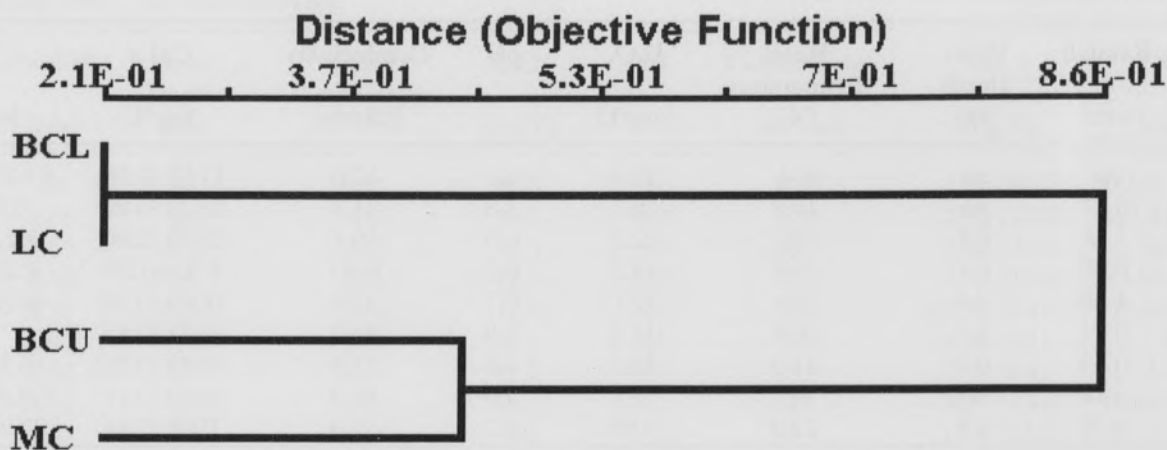 Distance (Objective Function)
2.1E-01 3.7E-01 5.3E-01 7E-01 8.6E-01
BCL
LC
BCU
MC